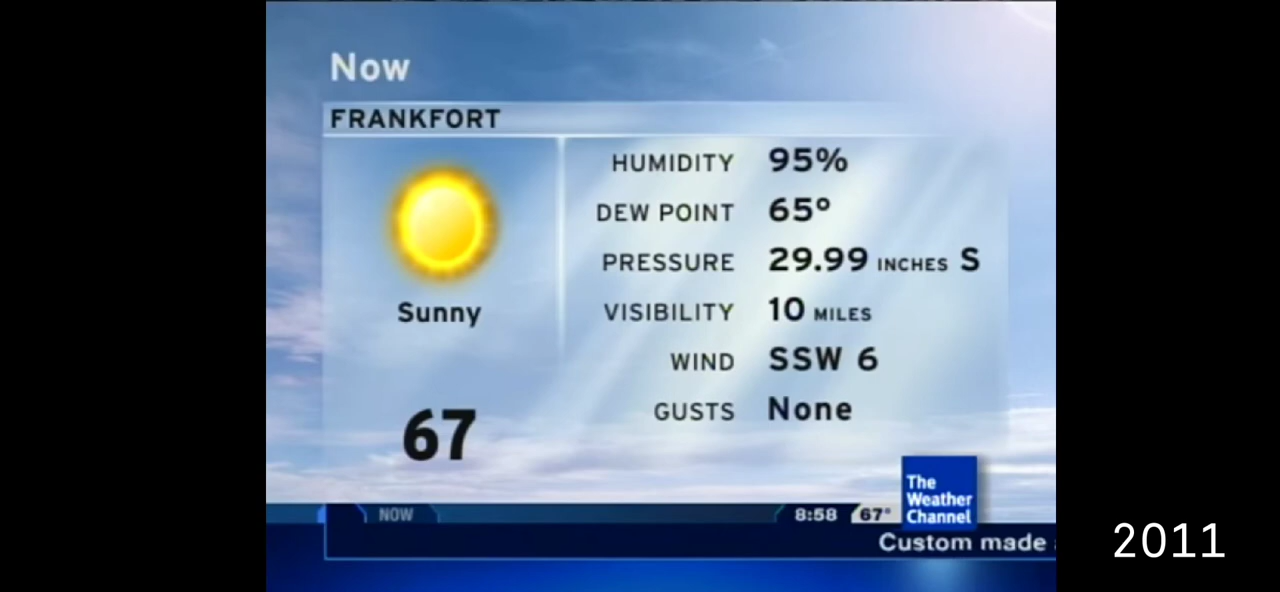 Now
FRANKFORT
HUMIDITY 95%
DEW POINT 65°
PRESSURE 29.99 INCHES S
VISIBILITY 10 MILES
WIND SSW 6
GUSTS None
Sunny
67
NOW
8:58 67°
The
Weather
Channel
Custom made
2011